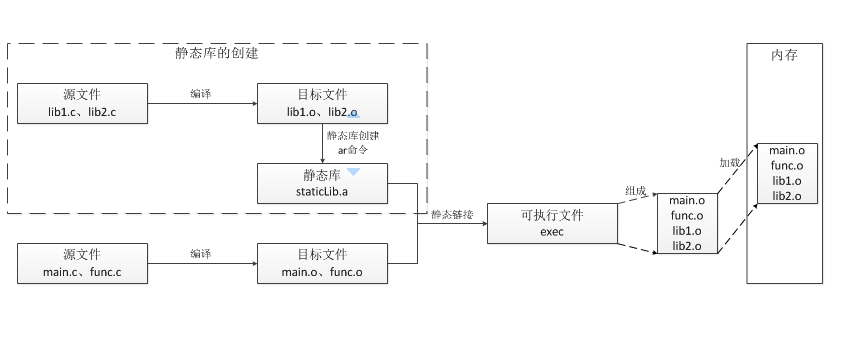 静态库的创建
内存
源文件
lib1.c、lib2.c
编译
目标文件
lib1.o、lib2.o
静态库创建
ar命令
静态库
staticLib.a
源文件
main.c、func.c
编译
目标文件
main.o、func.o
静态链接
可执行文件
exec
组成
main.o
func.o
lib1.o
lib2.o
加载
main.o
func.o
lib1.o
lib2.o